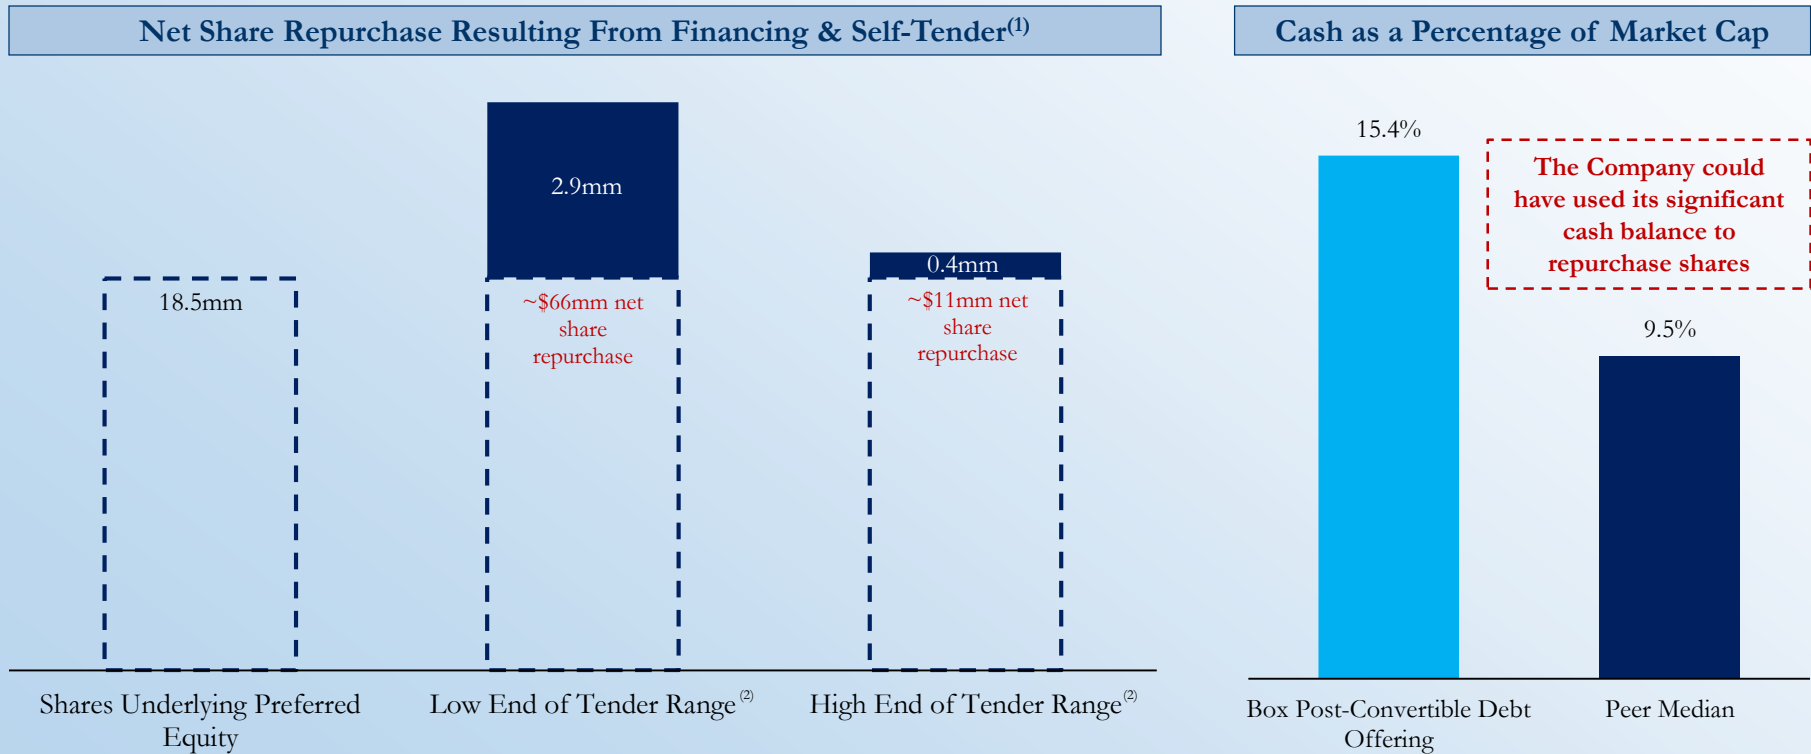 Net Share Repurchase Resulting From Financing & Self-Tender(1)
2.9mm
0.4mm
18.5mm
~$66mm net
share
repurchase
~$11mm net
share
repurchase
Shares Underlying Preferred
Equity
Low End of Tender Range(2)
High End of Tender Range(2)
Cash as a Percentage of Market Cap
15.4%
The Company could
have used its significant
cash balance to
repurchase shares
9.5%
Box Post-Convertible Debt
Offering
Peer Median